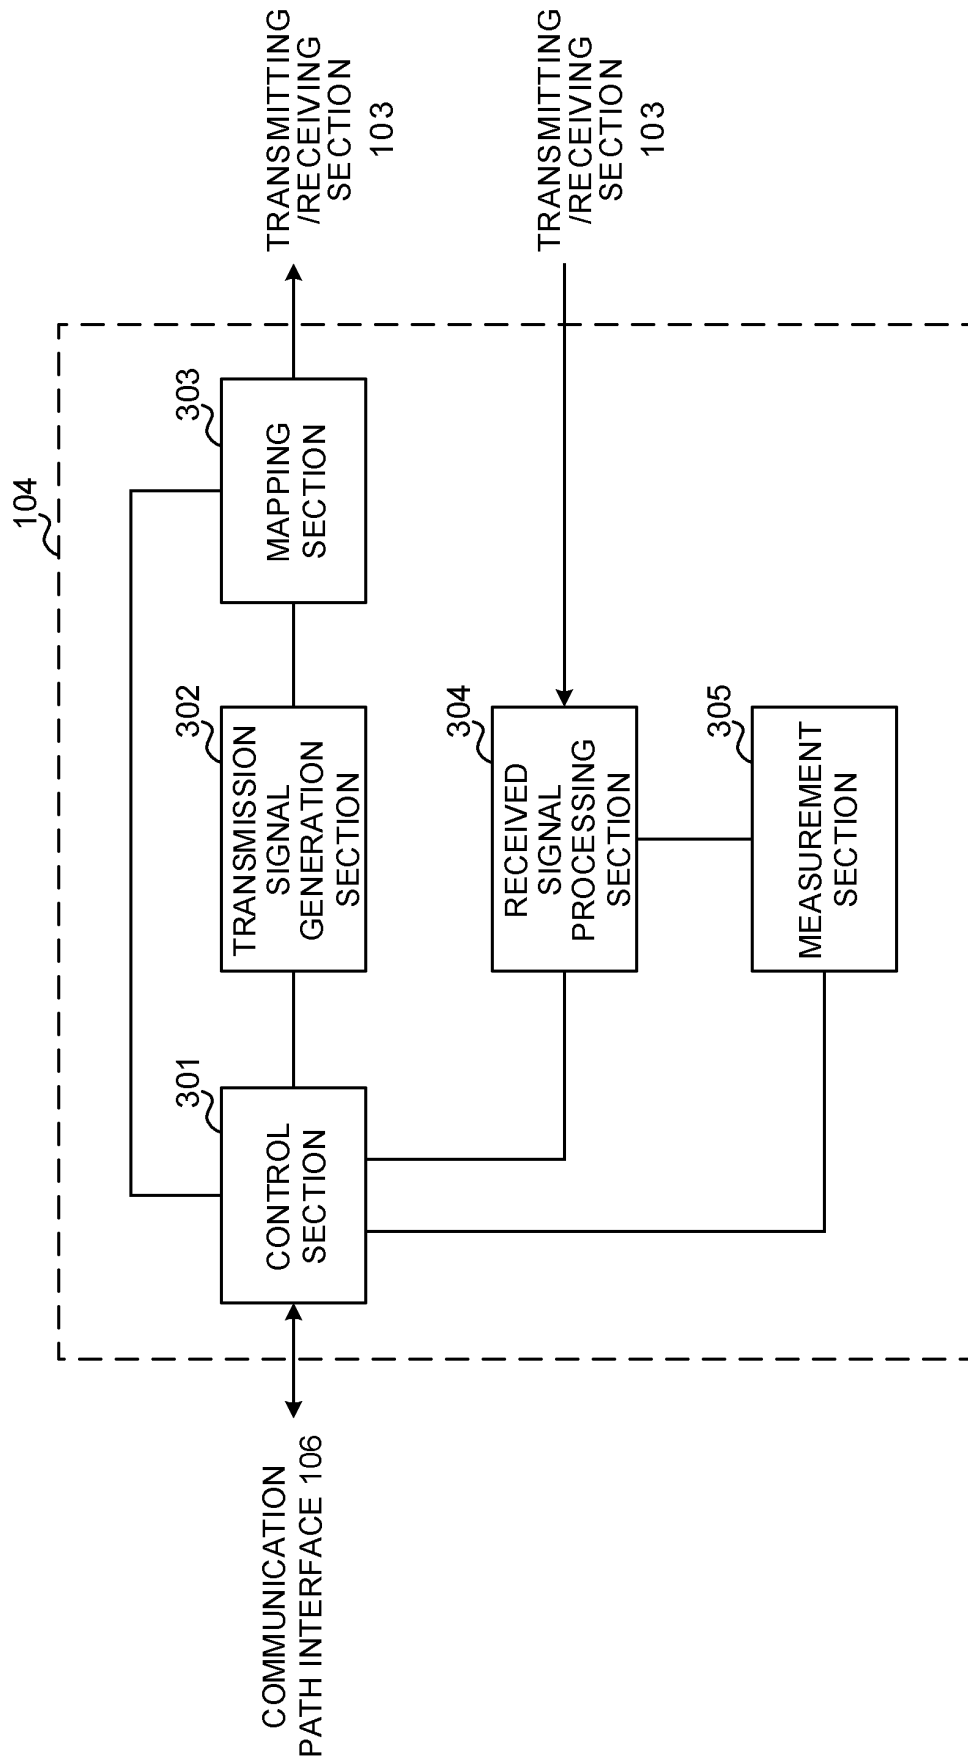 104
COMMUNICATION
PATH INTERFACE 106
301
CONTROL
SECTION
302
TRANSMISSION
SIGNAL
GENERATION
SECTION
303
MAPPING
SECTION
TRANSMITTING
/RECEIVING
SECTION
103
304
RECEIVED
SIGNAL
PROCESSING
SECTION
TRANSMITTING
/RECEIVING
SECTION
103
305
MEASUREMENT
SECTION